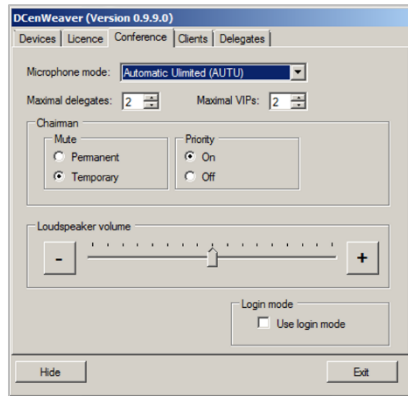 DCenWeaver (Version 0.9.9.0)
Devices Licence Conference Clients Delegates
Microphone mode: Automatic Ulimited (AUTU)
Maximal delegates: 2 Maximal VIPs: 2
Chairman
Mute Priority
Permanent On
Temporary Off
Loudspeaker volume
- +
Login mode
Use login mode
Hide Exit